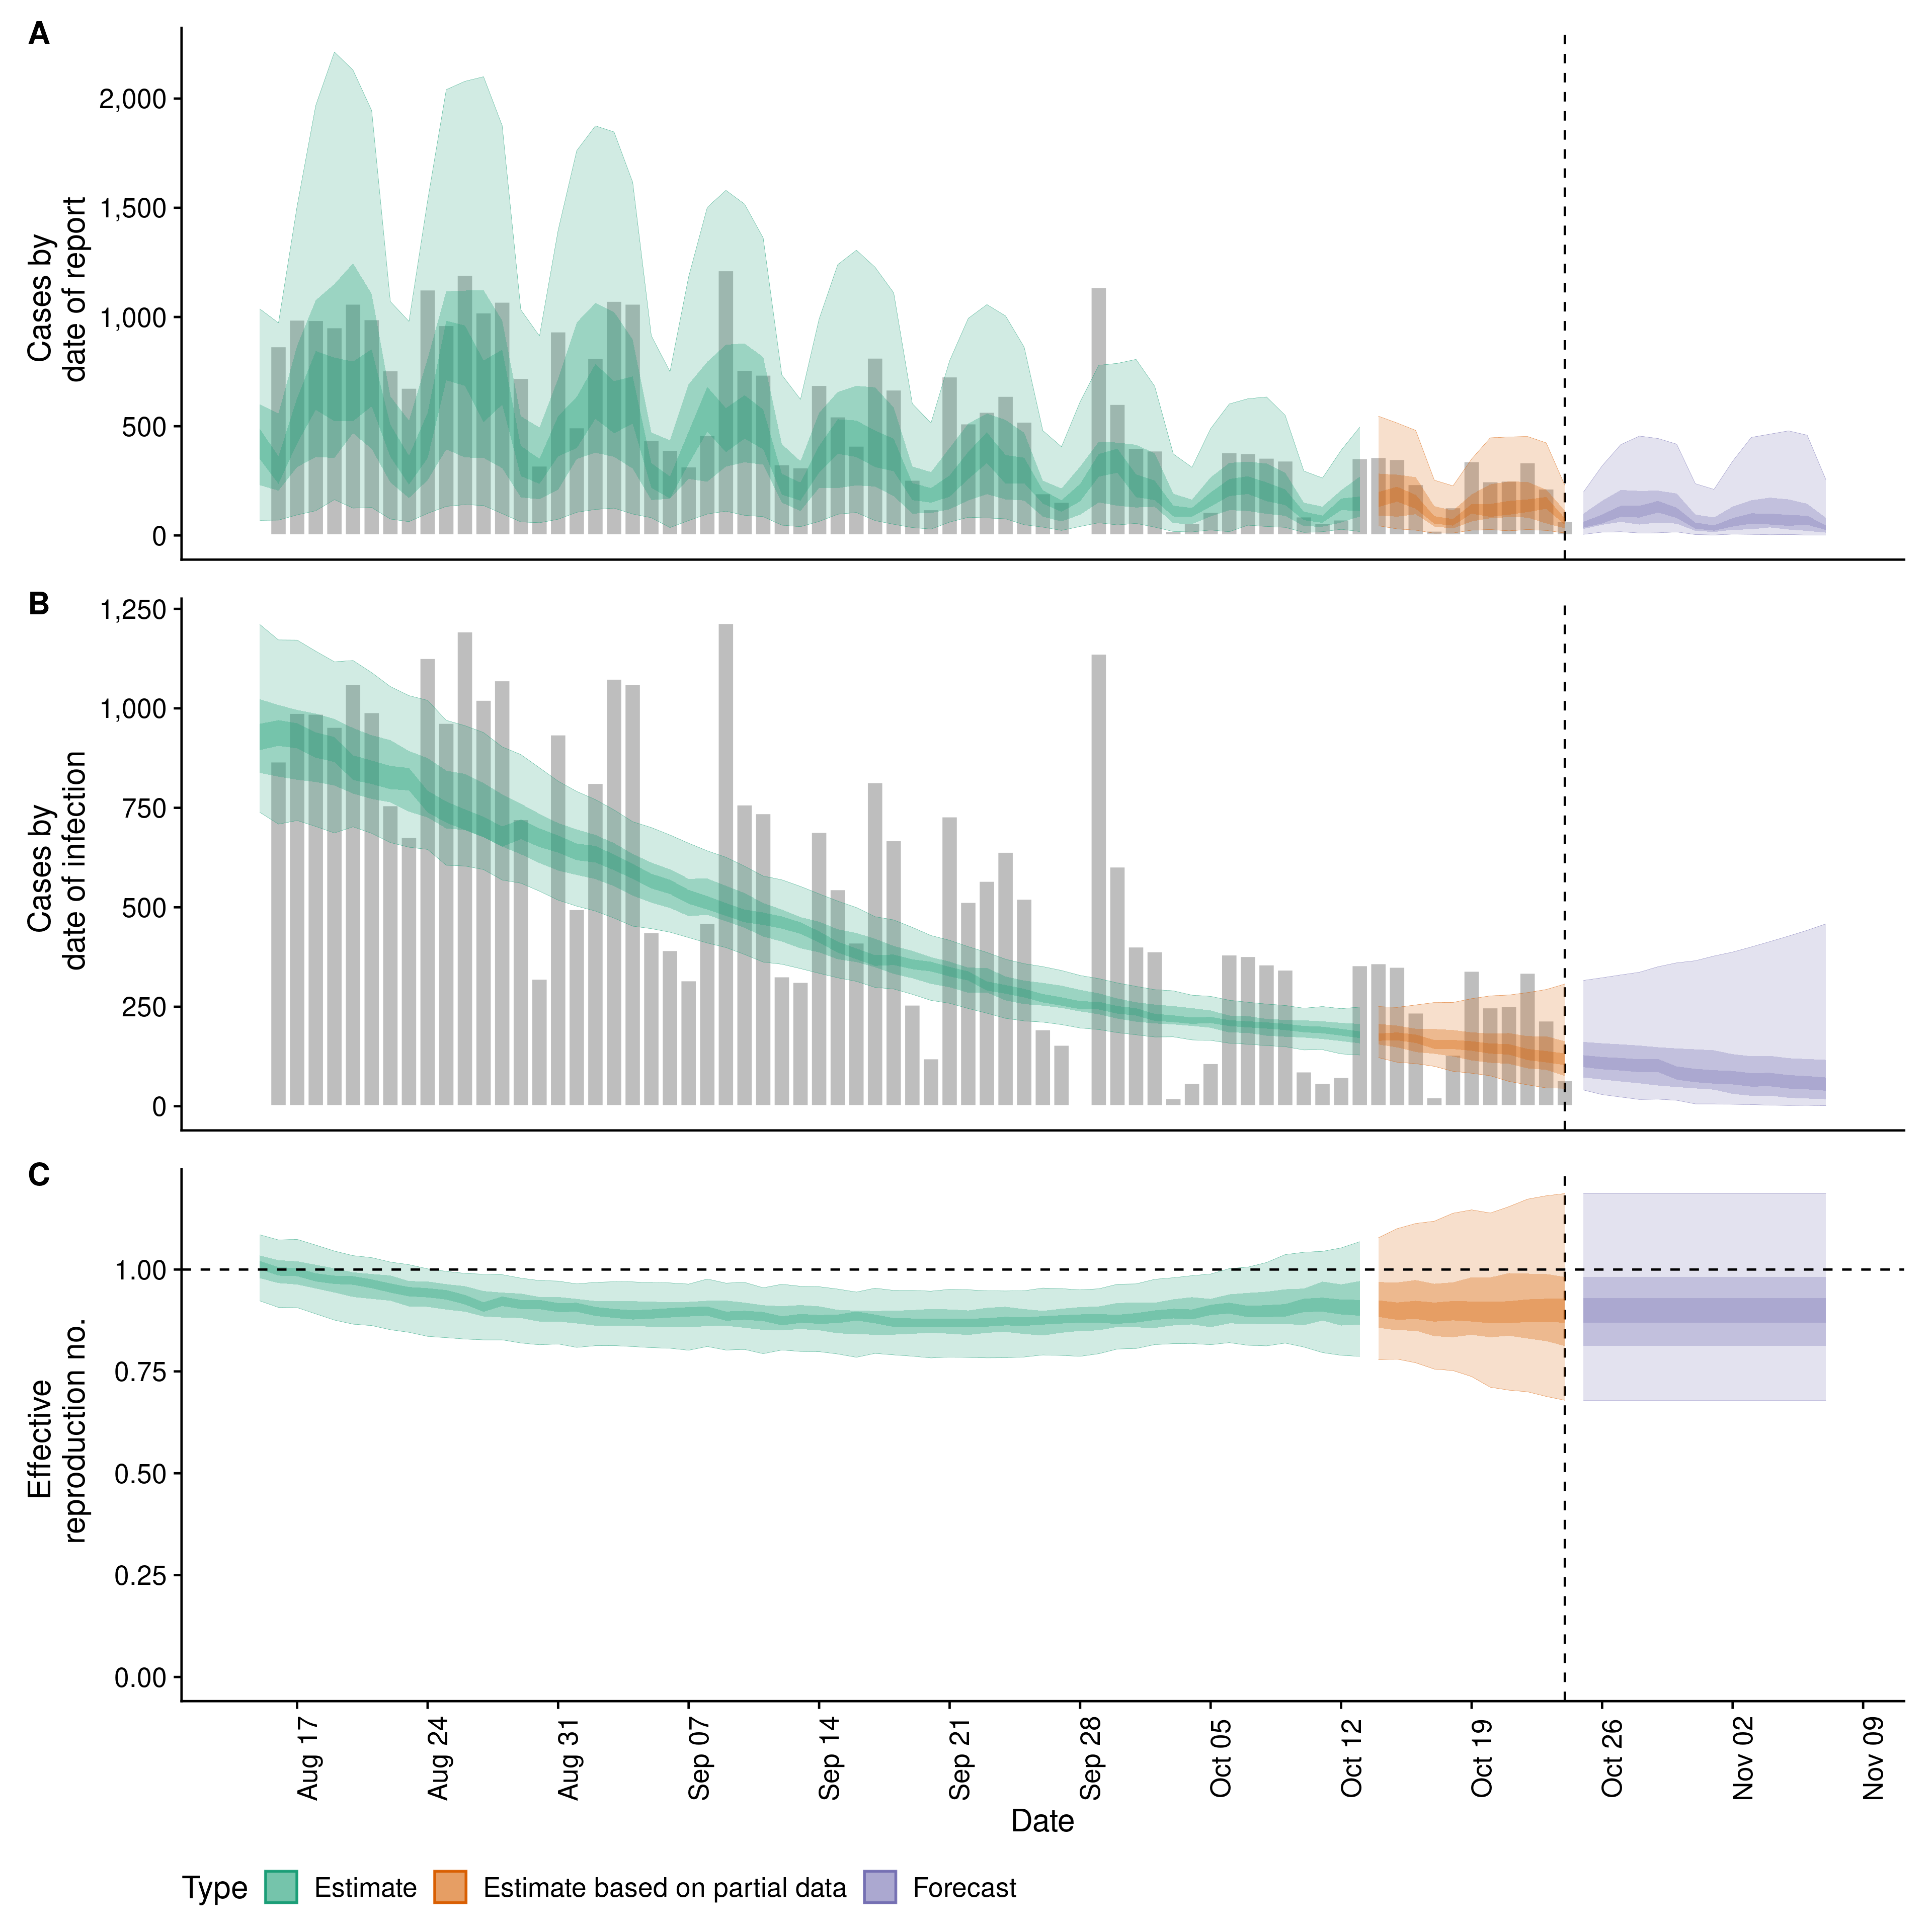 A
2,000
1,500
1,000
500
0
Cases by
date of report
B
1,250
1,000
750
500
250
0
Cases by
date of infection
C
1.00
0.75
0.50
0.25
0.00
Effective
reproduction no.
Aug 17
Aug 24
Aug 31
Sep 07
Sep 14
Sep 21
Sep 28
Oct 05
Oct 12
Oct 19
Oct 26
Nov 02
Nov 09
Date
Type Estimate Estimate based on partial data Forecast